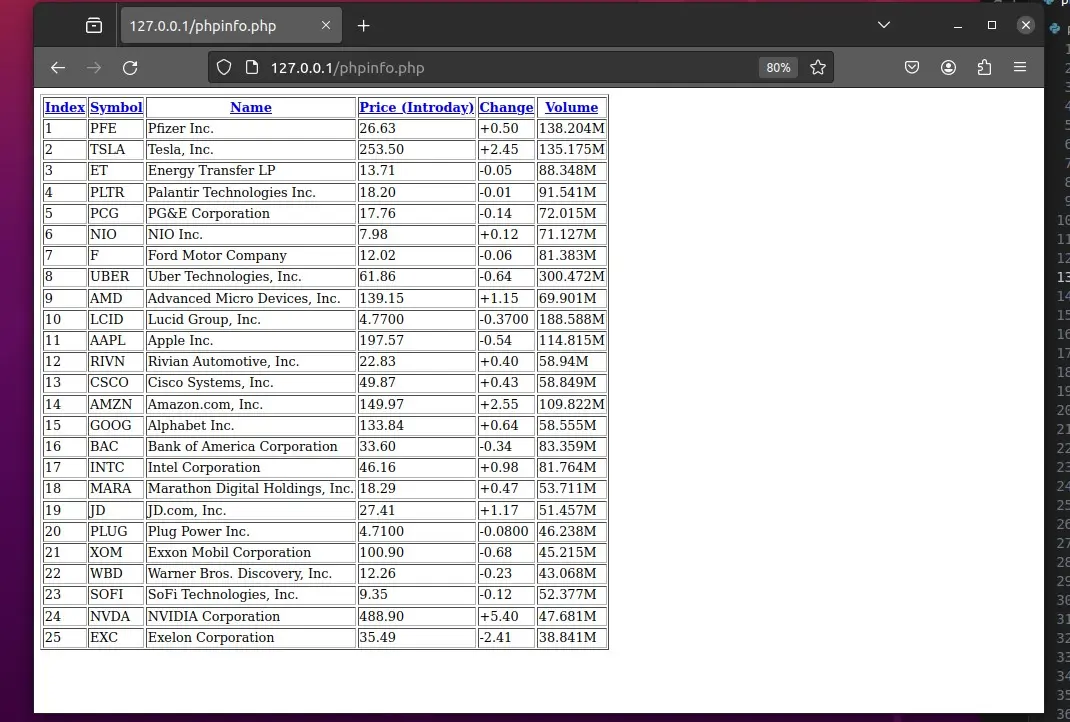 127.0.0.1/phpinfo.php
127.0.0.1/phpinfo.php 80%
Index Symbol Name Price (Introday) Change Volume
1 PFE Pfizer Inc. 26.63 +0.50 138.204M
2 TSLA Tesla, Inc. 253.50 +2.45 135.175M
3 ET Energy Transfer LP 13.71 -0.05 88.348M
4 PLTR Palantir Technologies Inc. 18.20 -0.01 91.541M
5 PCG PG&E Corporation 17.76 -0.14 72.015M
6 NIO NIO Inc. 7.98 +0.12 71.127M
7 F Ford Motor Company 12.02 -0.06 81.383M
8 UBER Uber Technologies, Inc. 61.86 -0.64 300.472M
9 AMD Advanced Micro Devices, Inc. 139.15 +1.15 69.901M
10 LCID Lucid Group, Inc. 4.7700 -0.3700 188.588M
11 AAPL Apple Inc. 197.57 -0.54 114.815M
12 RIVN Rivian Automotive, Inc. 22.83 +0.40 58.94M
13 CSCO Cisco Systems, Inc. 49.87 +0.43 58.849M
14 AMZN Amazon.com, Inc. 149.97 +2.55 109.822M
15 GOOG Alphabet Inc. 133.84 +0.64 58.555M
16 BAC Bank of America Corporation 33.60 -0.34 83.359M
17 INTC Intel Corporation 46.16 +0.98 81.764M
18 MARA Marathon Digital Holdings, Inc. 18.29 +0.47 53.711M
19 JD JD.com, Inc. 27.41 +1.17 51.457M
20 PLUG Plug Power Inc. 4.7100 -0.0800 46.238M
21 XOM Exxon Mobil Corporation 100.90 -0.68 45.215M
22 WBD Warner Bros. Discovery, Inc. 12.26 -0.23 43.068M
23 SOFI SoFi Technologies, Inc. 9.35 -0.12 52.377M
24 NVDA NVIDIA Corporation 488.90 +5.40 47.681M
25 EXC Exelon Corporation 35.49 -2.41 38.841M